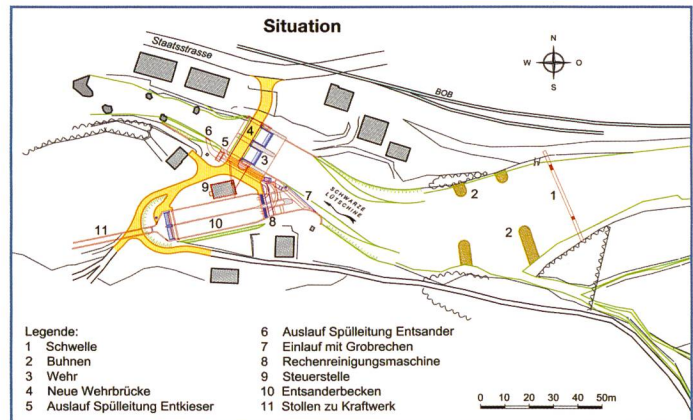 Situation
Staatsstrasse
N
W O
S
BOB
6
5
4
3
9
7
SCHWARZE
LÜTSCHINE
2
1
2
11
10
8
Legende:
1 Schwelle
2 Buhnen
3 Wehr
4 Neue Wehrbrücke
5 Auslauf Spülleitung Entkieser
6 Auslauf Spülleitung Entsander
7 Einlauf mit Grobrechen
8 Rechenreinigungsmaschine
9 Steuerstelle
10 Entsanderbecken
11 Stollen zu Kraftwerk
0 10 20 30 40 50m